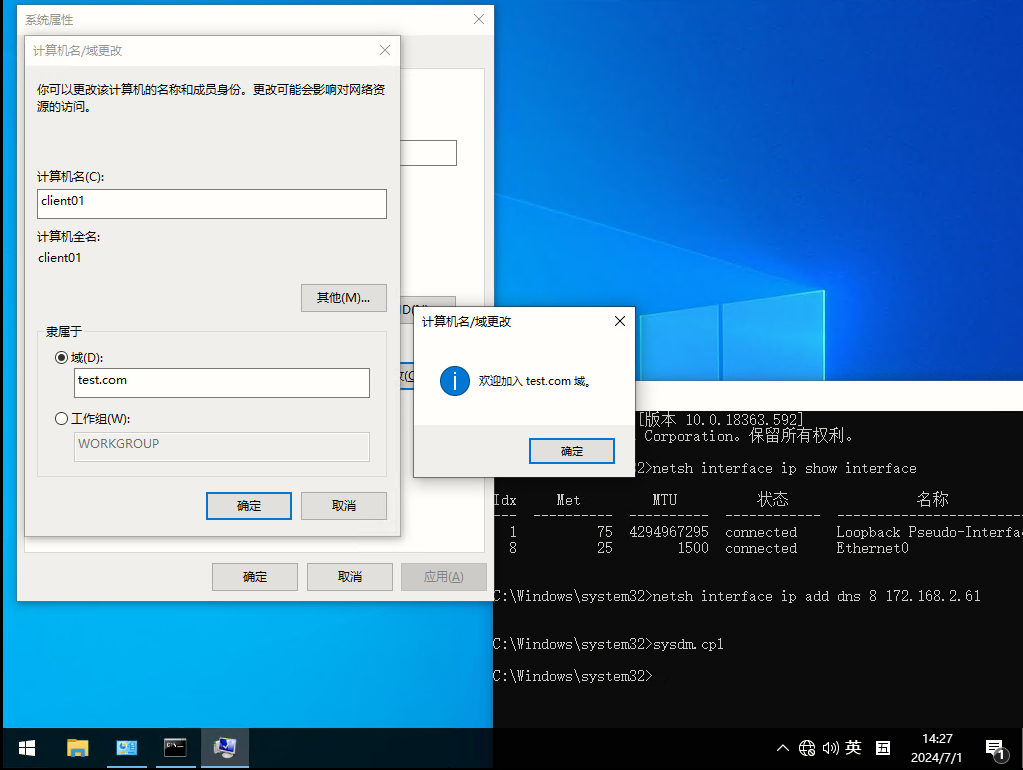 系统属性
计算机名/域更改
你可以更改该计算机的名称和成员身份。更改可能会影响对网络资
源的访问。
计算机名(C):
client01
计算机全名:
client01
其他(M)...
隶属于
域(D):
test.com
工作组(W):
WORKGROUP
确定
取消
确定
取消
应用(A)
计算机名/域更改
欢迎加入 test.com 域。
确定
[版本 10.0.18363.592]
Corporation。保留所有权利。
32>netsh interface ip show interface
Idx Met MTU 状态 名称
--- ---------- ---------- ------------ ---------------------------
1 75 4294967295 connected Loopback Pseudo-Interfa
8 25 1500 connected Ethernet0
C:\Windows\system32>netsh interface ip add dns 8 172.168.2.61
C:\Windows\system32>sysdm.cpl
C:\Windows\system32>
英
14:27
2024/7/1
1